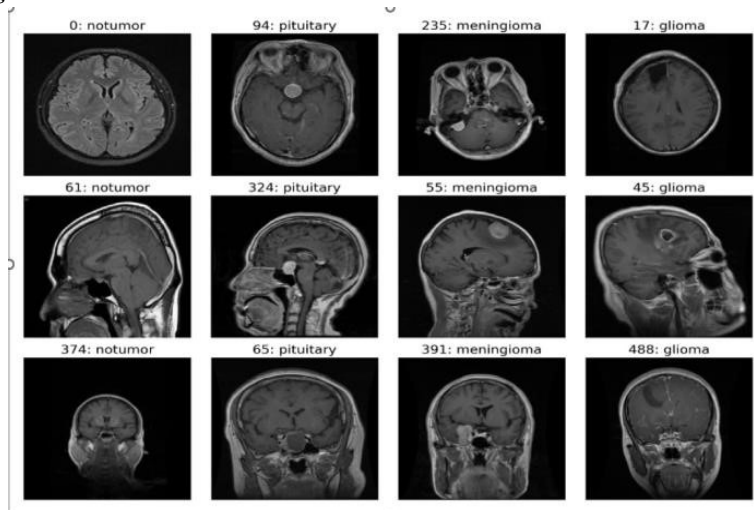 0: notumor
94: pituitary
235: meningioma
17: glioma
61: notumor
324: pituitary
55: meningioma
45: glioma
374: notumor
65: pituitary
391: meningioma
488: glioma